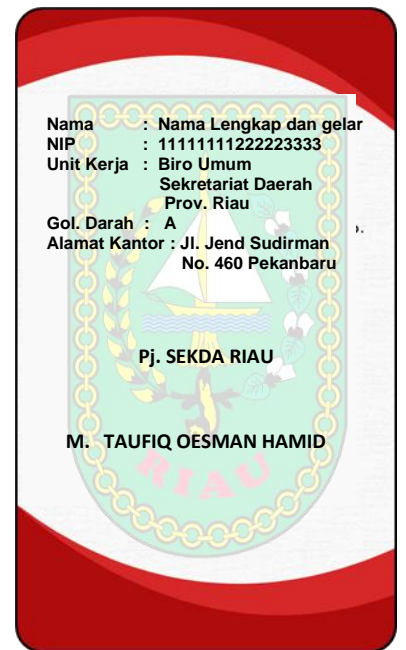 Nama : Nama Lengkap dan gelar
NIP : 11111111222223333
Unit Kerja : Biro Umum
Sekretariat Daerah
Prov. Riau
Gol. Darah : A
Alamat Kantor : Jl. Jend Sudirman
No. 460 Pekanbaru
Pj. SEKDA RIAU
M. TAUFIQ OESMAN HAMID
RIAU